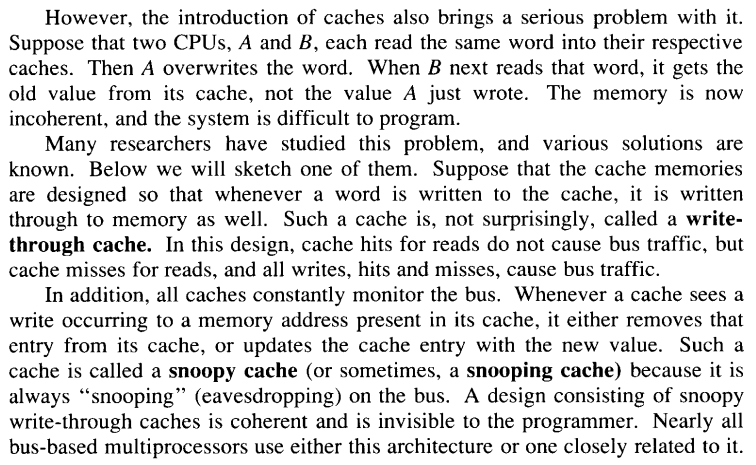 However, the introduction of caches also brings a serious problem with it.
Suppose that two CPUs, A and B, each read the same word into their respective
caches. Then A overwrites the word. When B next reads that word, it gets the
old value from its cache, not the value A just wrote. The memory is now
incoherent, and the system is difficult to program.
Many researchers have studied this problem, and various solutions are
known. Below we will sketch one of them. Suppose that the cache memories
are designed so that whenever a word is written to the cache, it is written
through to memory as well. Such a cache is, not surprisingly, called a write-
through cache. In this design, cache hits for reads do not cause bus traffic, but
cache misses for reads, and all writes, hits and misses, cause bus traffic.
In addition, all caches constantly monitor the bus. Whenever a cache sees a
write occurring to a memory address present in its cache, it either removes that
entry from its cache, or updates the cache entry with the new value. Such a
cache is called a snoopy cache (or sometimes, a snooping cache) because it is
always “snooping” (eavesdropping) on the bus. A design consisting of snoopy
write-through caches is coherent and is invisible to the programmer. Nearly all
bus-based multiprocessors use either this architecture or one closely related to it.